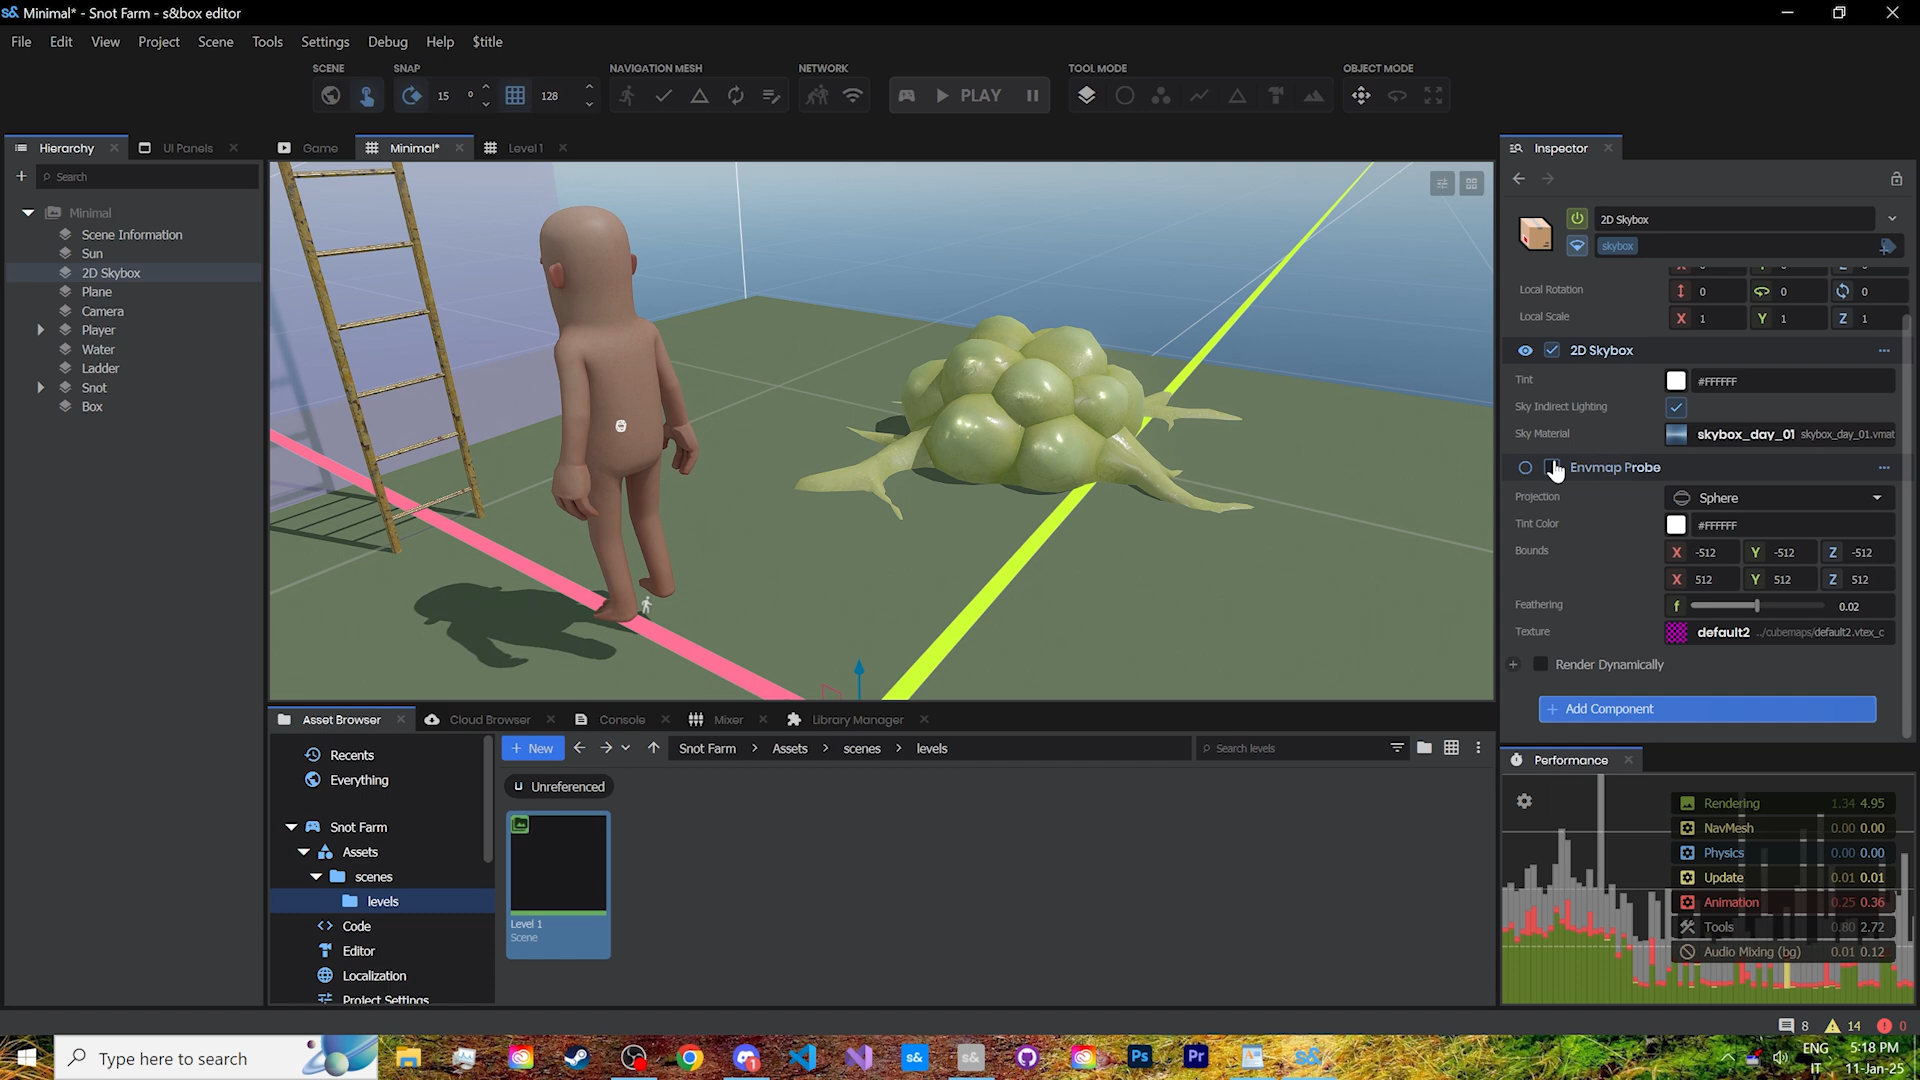 s& Minimal* - Snot Farm - s&box editor
File Edit View Project Scene Tools Settings Debug Help $title
SCENE SNAP NAVIGATION MESH NETWORK TOOL MODE OBJECT MODE
15 ° 128 PLAY
Hierarchy UI Panels Game Minimal* Level 1 Inspector
Search
Minimal
Scene Information
Sun
2D Skybox
Plane
Camera
Player
Water
Ladder
Snot
Box
2D Skybox
skybox
Local Rotation 0 0 0
Local Scale X 1 Y 1 Z 1
2D Skybox
Tint #FFFFFF
Sky Indirect Lighting
Sky Material skybox_day_01 skybox_day_01.vmat
Envmap Probe
Projection Sphere
Tint Color #FFFFFF
Bounds X -512 Y -512 Z -512
X 512 Y 512 Z 512
Feathering f 0.02
Texture default2 ../cubemaps/default2.vtex_c
Render Dynamically
Add Component
Asset Browser Cloud Browser Console Mixer Library Manager
Recents
Everything
Snot Farm
Assets
scenes
levels
Code
Editor
Localization
Project Settings
New Snot Farm Assets scenes levels Search levels
Unreferenced
Level 1
Scene
Performance
Rendering 1.34 4.95
NavMesh 0.00 0.00
Physics 0.00 0.00
Update 0.01 0.01
Animation 0.25 0.36
Tools 0.80 2.72
Audio Mixing (bg) 0.01 0.12
8 14 0
Type here to search
s& s& Ps Pr s&
ENG
IT
5:18 PM
11-Jan-25